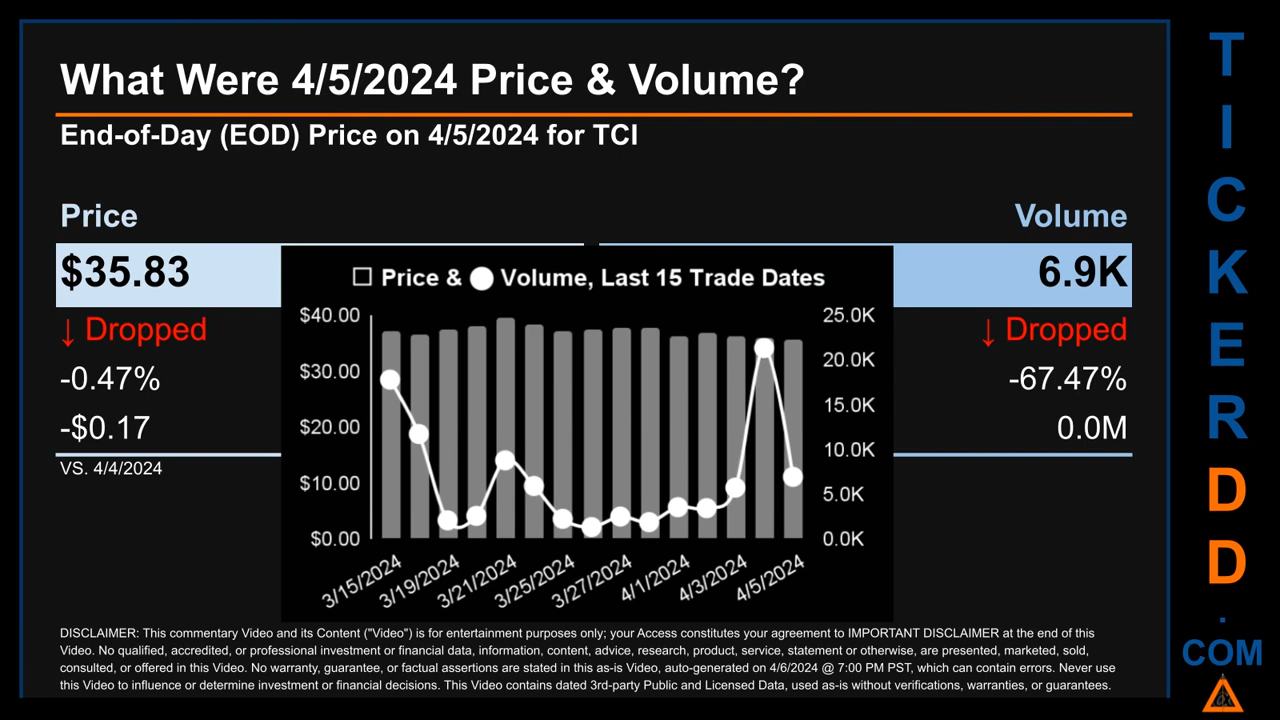 What Were 4/5/2024 Price & Volume?
End-of-Day (EOD) Price on 4/5/2024 for TCI
Price
Volume
$35.83
6.9K
↓ Dropped
↓ Dropped
-0.47%
-67.47%
-$0.17
0.0M
VS. 4/4/2024
Price & Volume, Last 15 Trade Dates
$40.00
$30.00
$20.00
$10.00
$0.00
25.0K
20.0K
15.0K
10.0K
5.0K
0.0K
3/15/2024
3/19/2024
3/21/2024
3/25/2024
3/27/2024
4/1/2024
4/3/2024
4/5/2024
DISCLAIMER: This commentary Video and its Content ("Video") is for entertainment purposes only; your Access constitutes your agreement to IMPORTANT DISCLAIMER at the end of this
Video. No qualified, accredited, or professional investment or financial data, information, content, advice, research, product, service, statement or otherwise, are presented, marketed, sold,
consulted, or offered in this Video. No warranty, guarantee, or factual assertions are stated in this as-is Video, auto-generated on 4/6/2024 @ 7:00 PM PST, which can contain errors. Never use
this Video to influence or determine investment or financial decisions. This Video contains dated 3rd-party Public and Licensed Data, used as-is without verifications, warranties, or guarantees.
T
I
C
K
E
R
D
D
.
COM